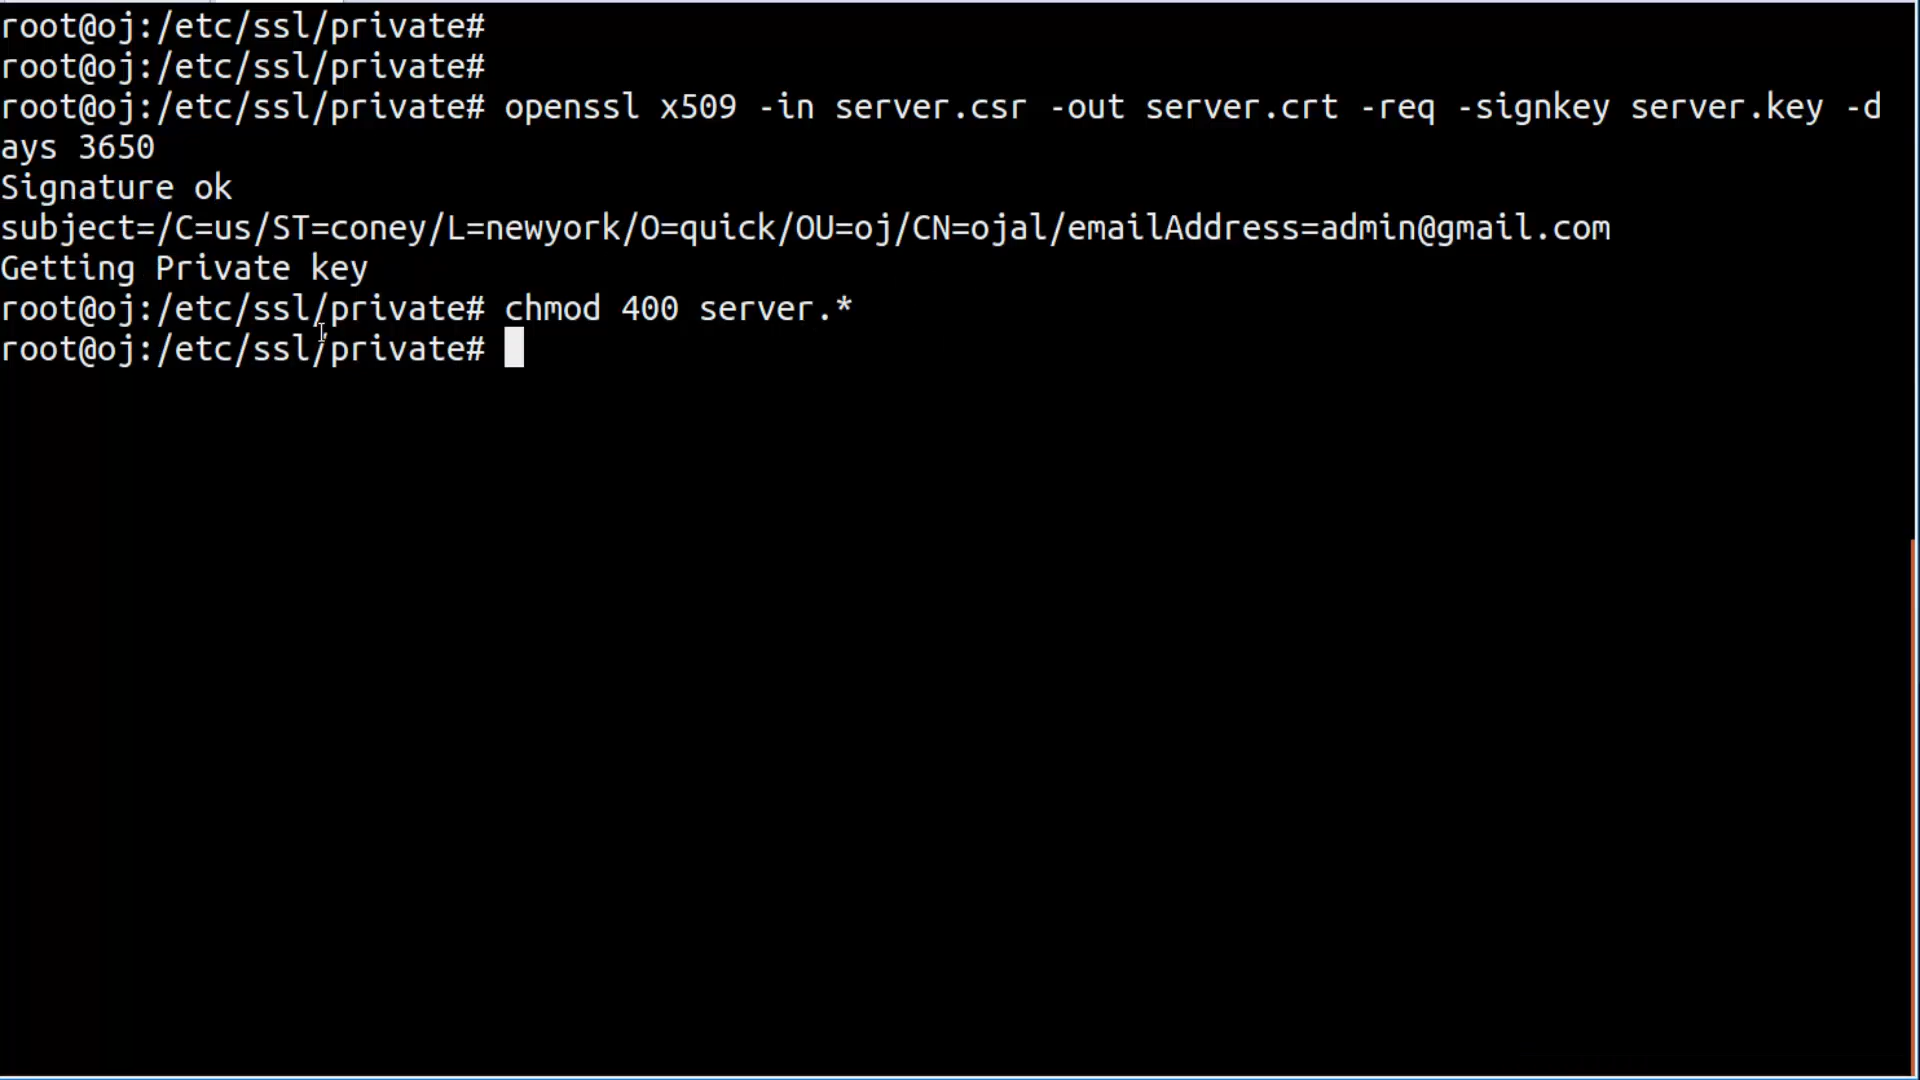 root@oj:/etc/ssl/private#
root@oj:/etc/ssl/private#
root@oj:/etc/ssl/private# openssl x509 -in server.csr -out server.crt -req -signkey server.key -d
ays 3650
Signature ok
subject=/C=us/ST=coney/L=newyork/O=quick/OU=oj/CN=ojal/emailAddress=admin@gmail.com
Getting Private key
root@oj:/etc/ssl/private# chmod 400 server.*
root@oj:/etc/ssl/private#